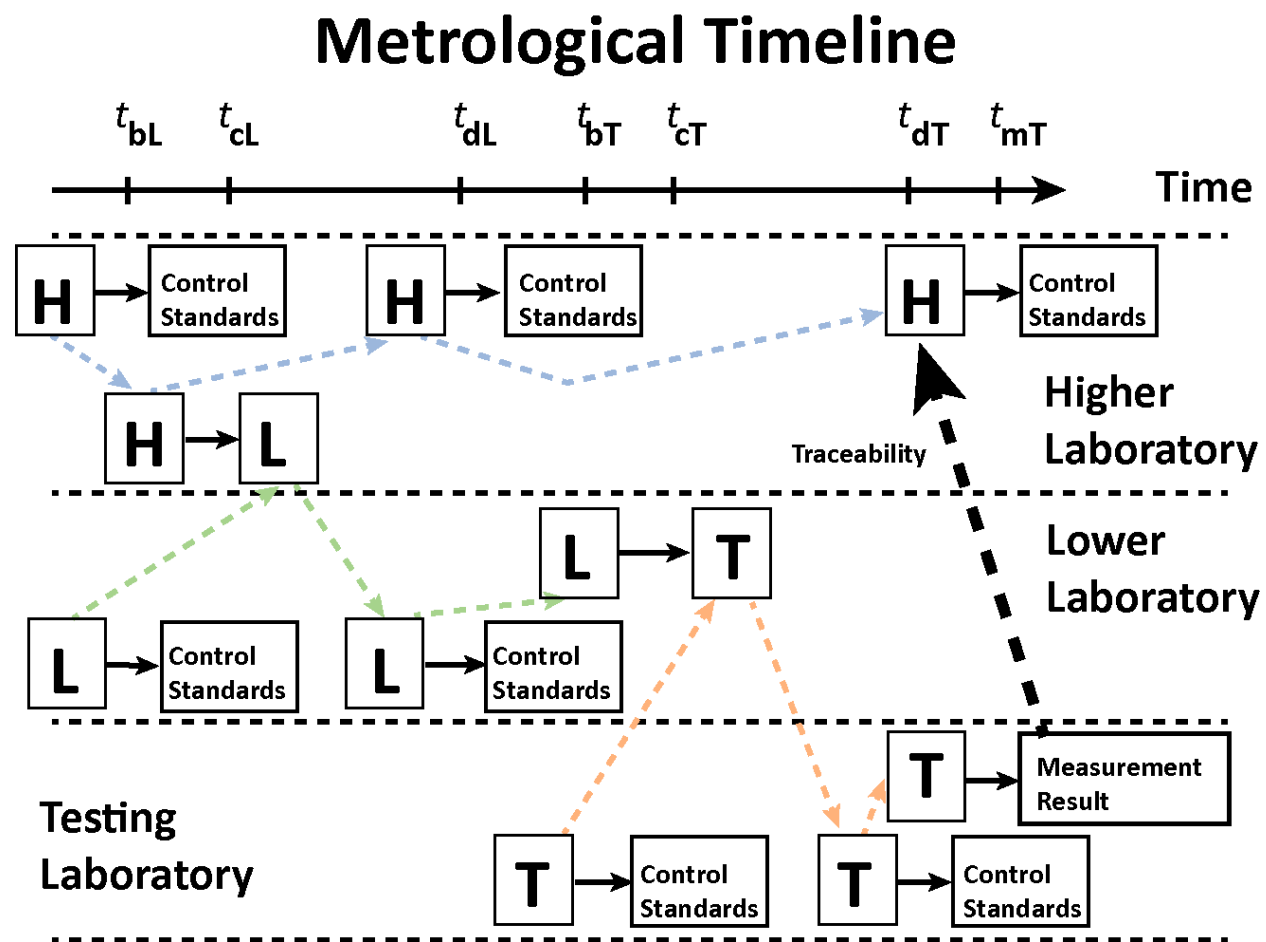 Metrological Timeline
tbL tcL tdL tbT tcT tdT tmT
Time
H Control Standards H Control Standards H Control Standards
Higher
Laboratory
H L
Traceability
Lower
Laboratory
L T
L Control Standards L Control Standards
T Measurement Result
Testing
Laboratory
T Control Standards T Control Standards